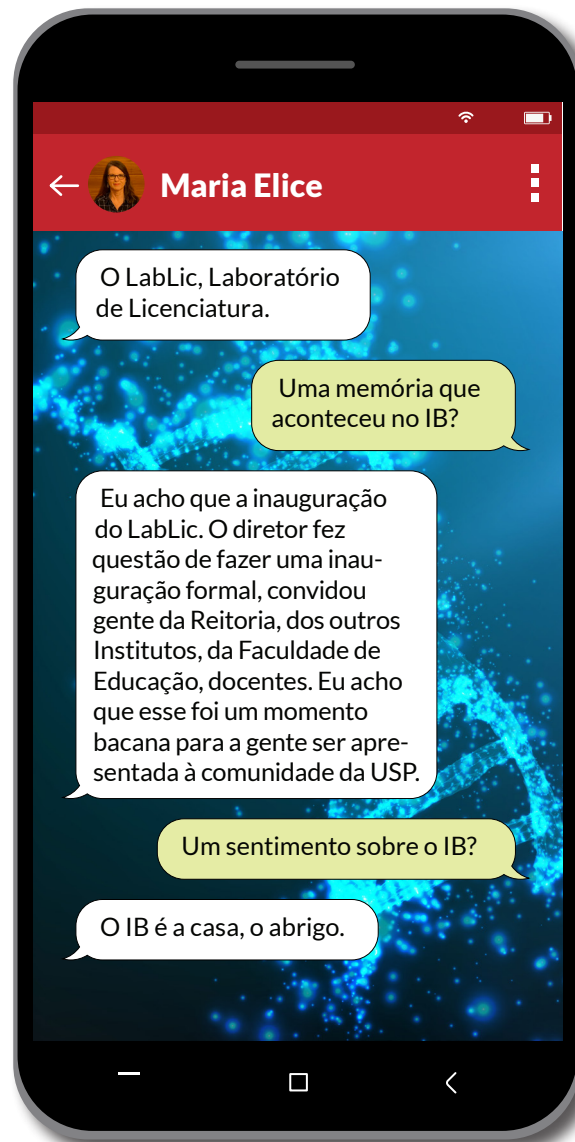 Maria Elice
O LabLic, Laboratório
de Licenciatura.
Uma memória que
aconteceu no IB?
Eu acho que a inauguração
do LabLic. O diretor fez
questão de fazer uma inau-
guração formal, convidou
gente da Reitoria, dos outros
Institutos, da Faculdade de
Educação, docentes. Eu acho
que esse foi um momento
bacana para a gente ser apre-
sentada à comunidade da USP.
Um sentimento sobre o IB?
O IB é a casa, o abrigo.